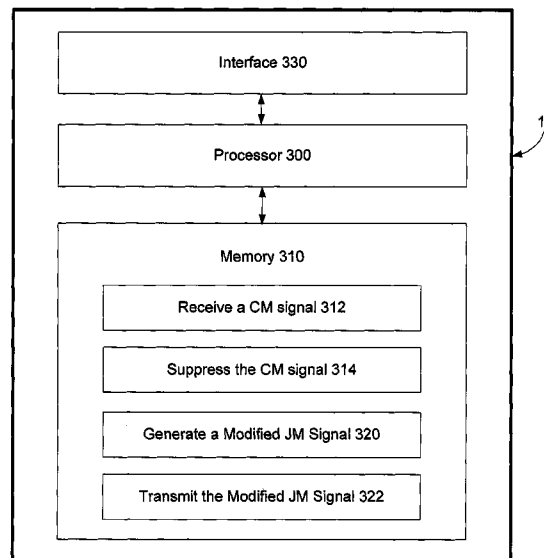 Interface 330
1
Processor 300
Memory 310
Receive a CM signal 312
Suppress the CM signal 314
Generate a Modified JM Signal 320
Transmit the Modified JM Signal 322